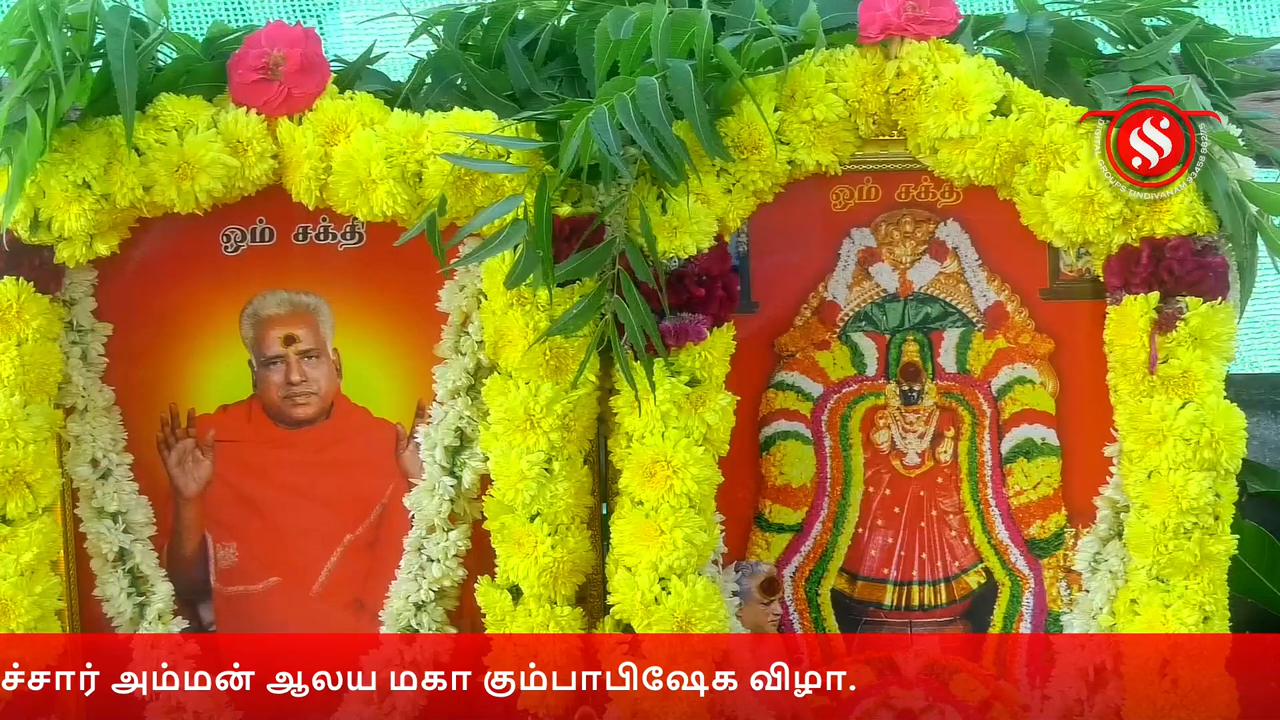 ஓம் சக்தி
ஓம் சக்தி
ச்சார் அம்மன் ஆலய மகா கும்பாபிஷேக விழா.